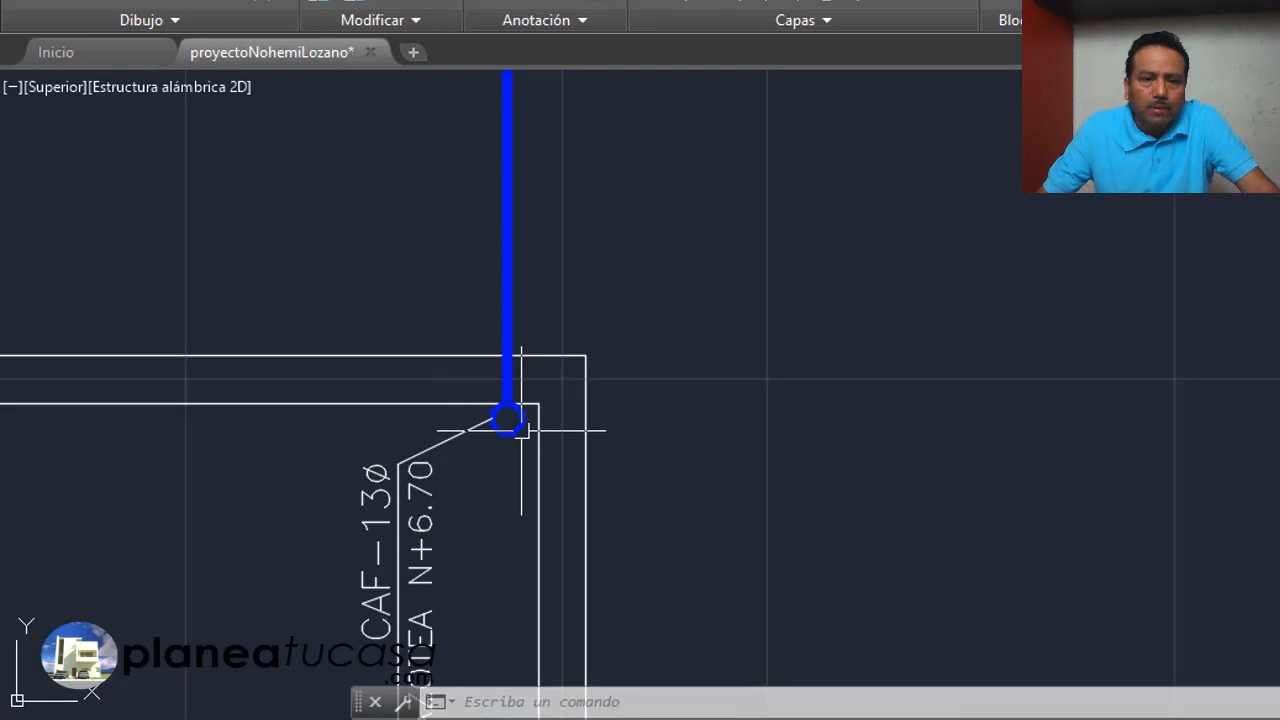 Dibujo
Modificar
Anotación
Capas
Inicio
proyectoNohemiLozano*
[−][Superior][Estructura alámbrica 2D]
CAF-13ø
N+6.70
Y
X
planeatucasa
.com
Escriba un comando